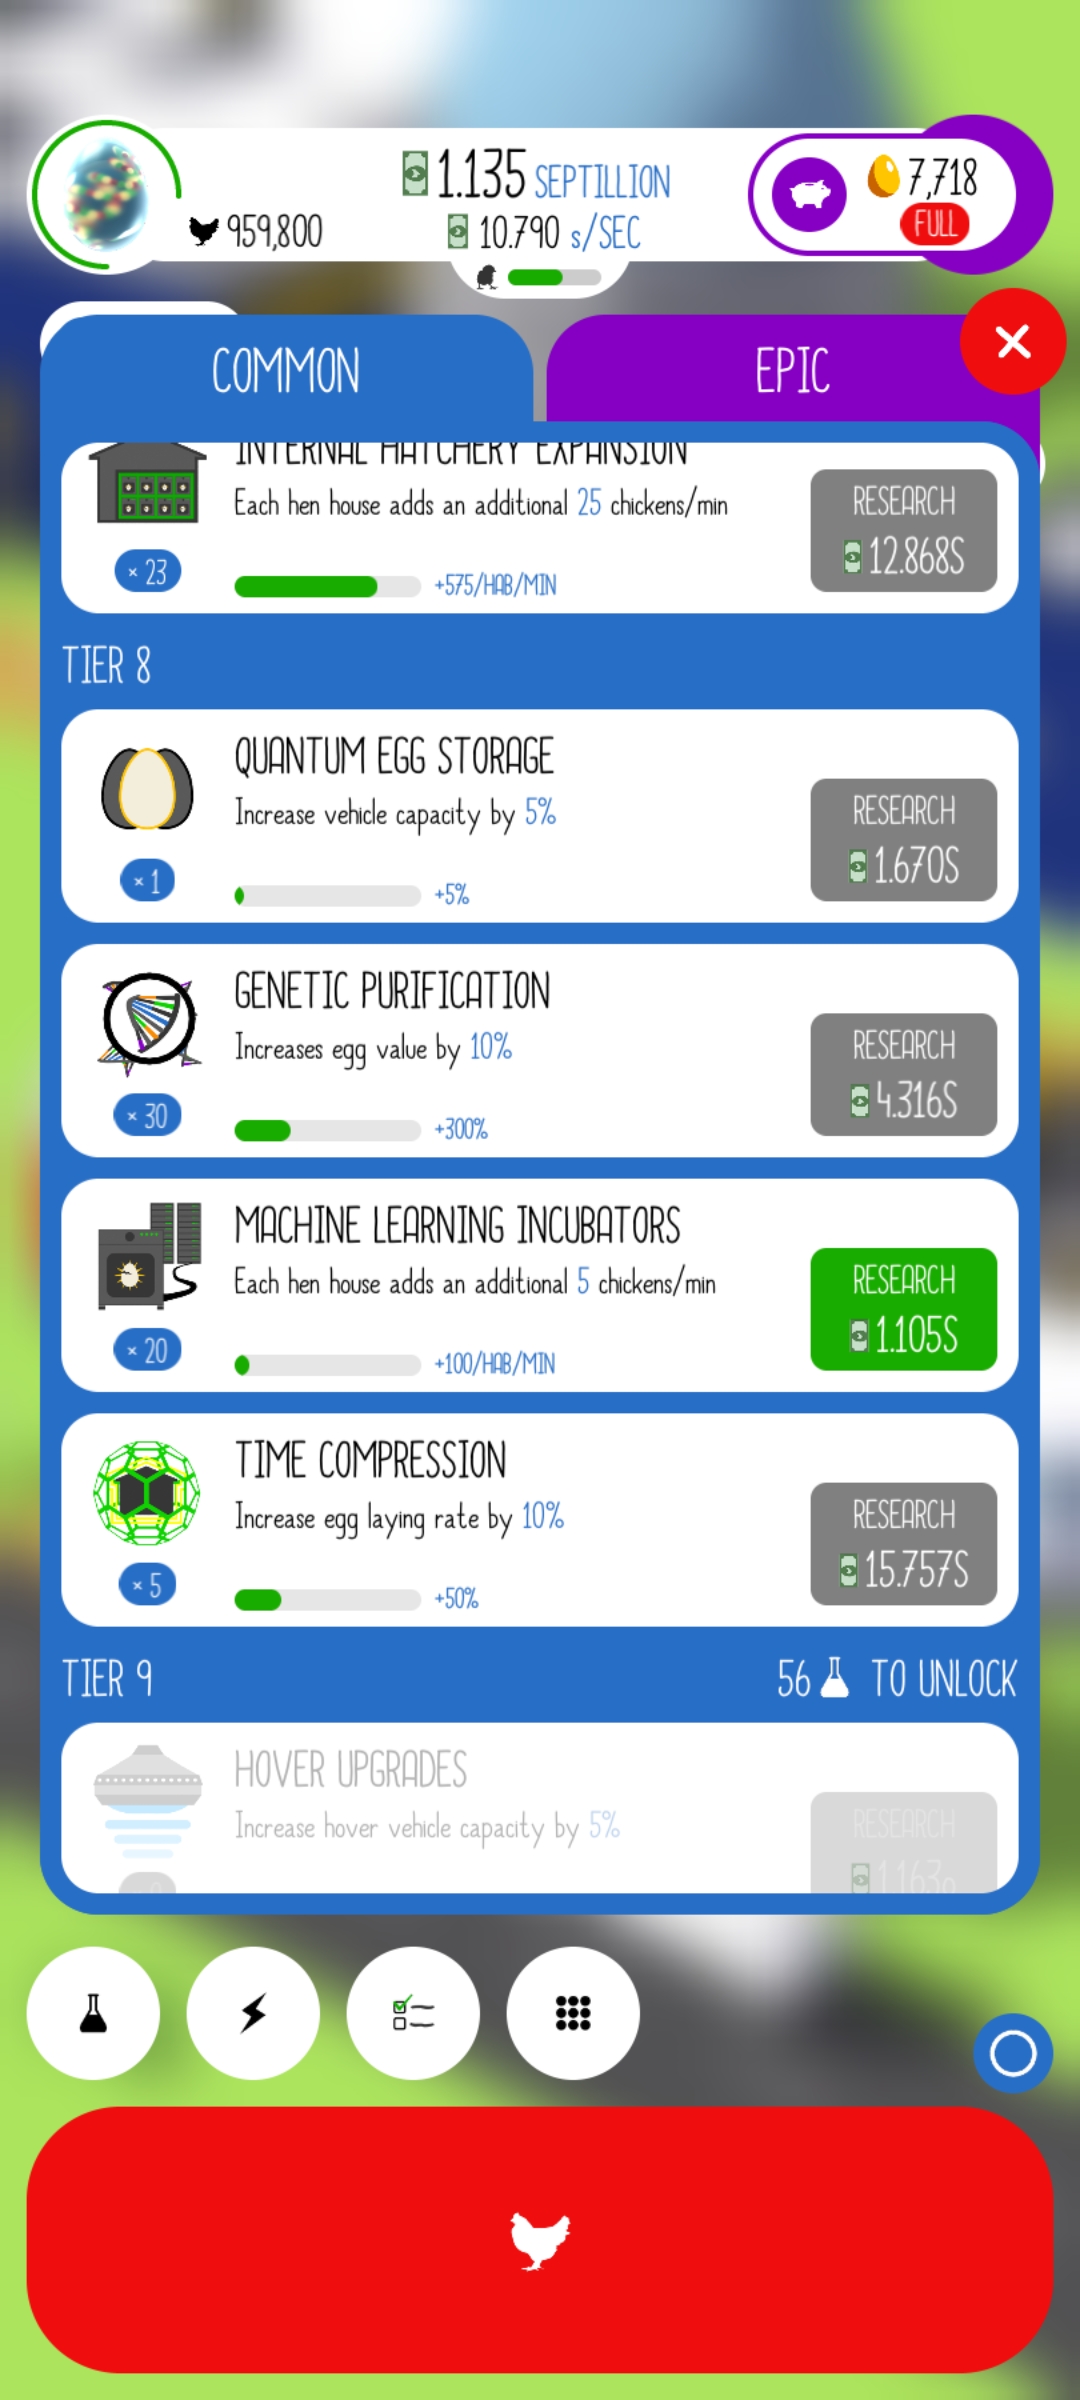 1.135 SEPTILLION
7,718
959,800
10.790 s/SEC
FULL
COMMON
EPIC
INTERNAL HATCHERY EXPANSION
Each hen house adds an additional 25 chickens/min
RESEARCH
12.868S
× 23
+575/HAB/MIN
TIER 8
QUANTUM EGG STORAGE
Increase vehicle capacity by 5%
RESEARCH
1.670S
× 1
+5%
GENETIC PURIFICATION
Increases egg value by 10%
RESEARCH
4.316S
× 30
+300%
MACHINE LEARNING INCUBATORS
Each hen house adds an additional 5 chickens/min
RESEARCH
1.105S
× 20
+100/HAB/MIN
TIME COMPRESSION
Increase egg laying rate by 10%
RESEARCH
15.757S
× 5
+50%
TIER 9
56 TO UNLOCK
HOVER UPGRADES
Increase hover vehicle capacity by 5%
RESEARCH
1.163o